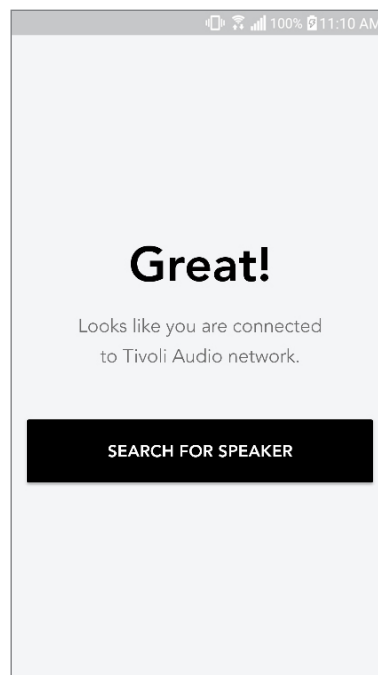 100% 11:10 AM
Great!
Looks like you are connected
to Tivoli Audio network.
SEARCH FOR SPEAKER